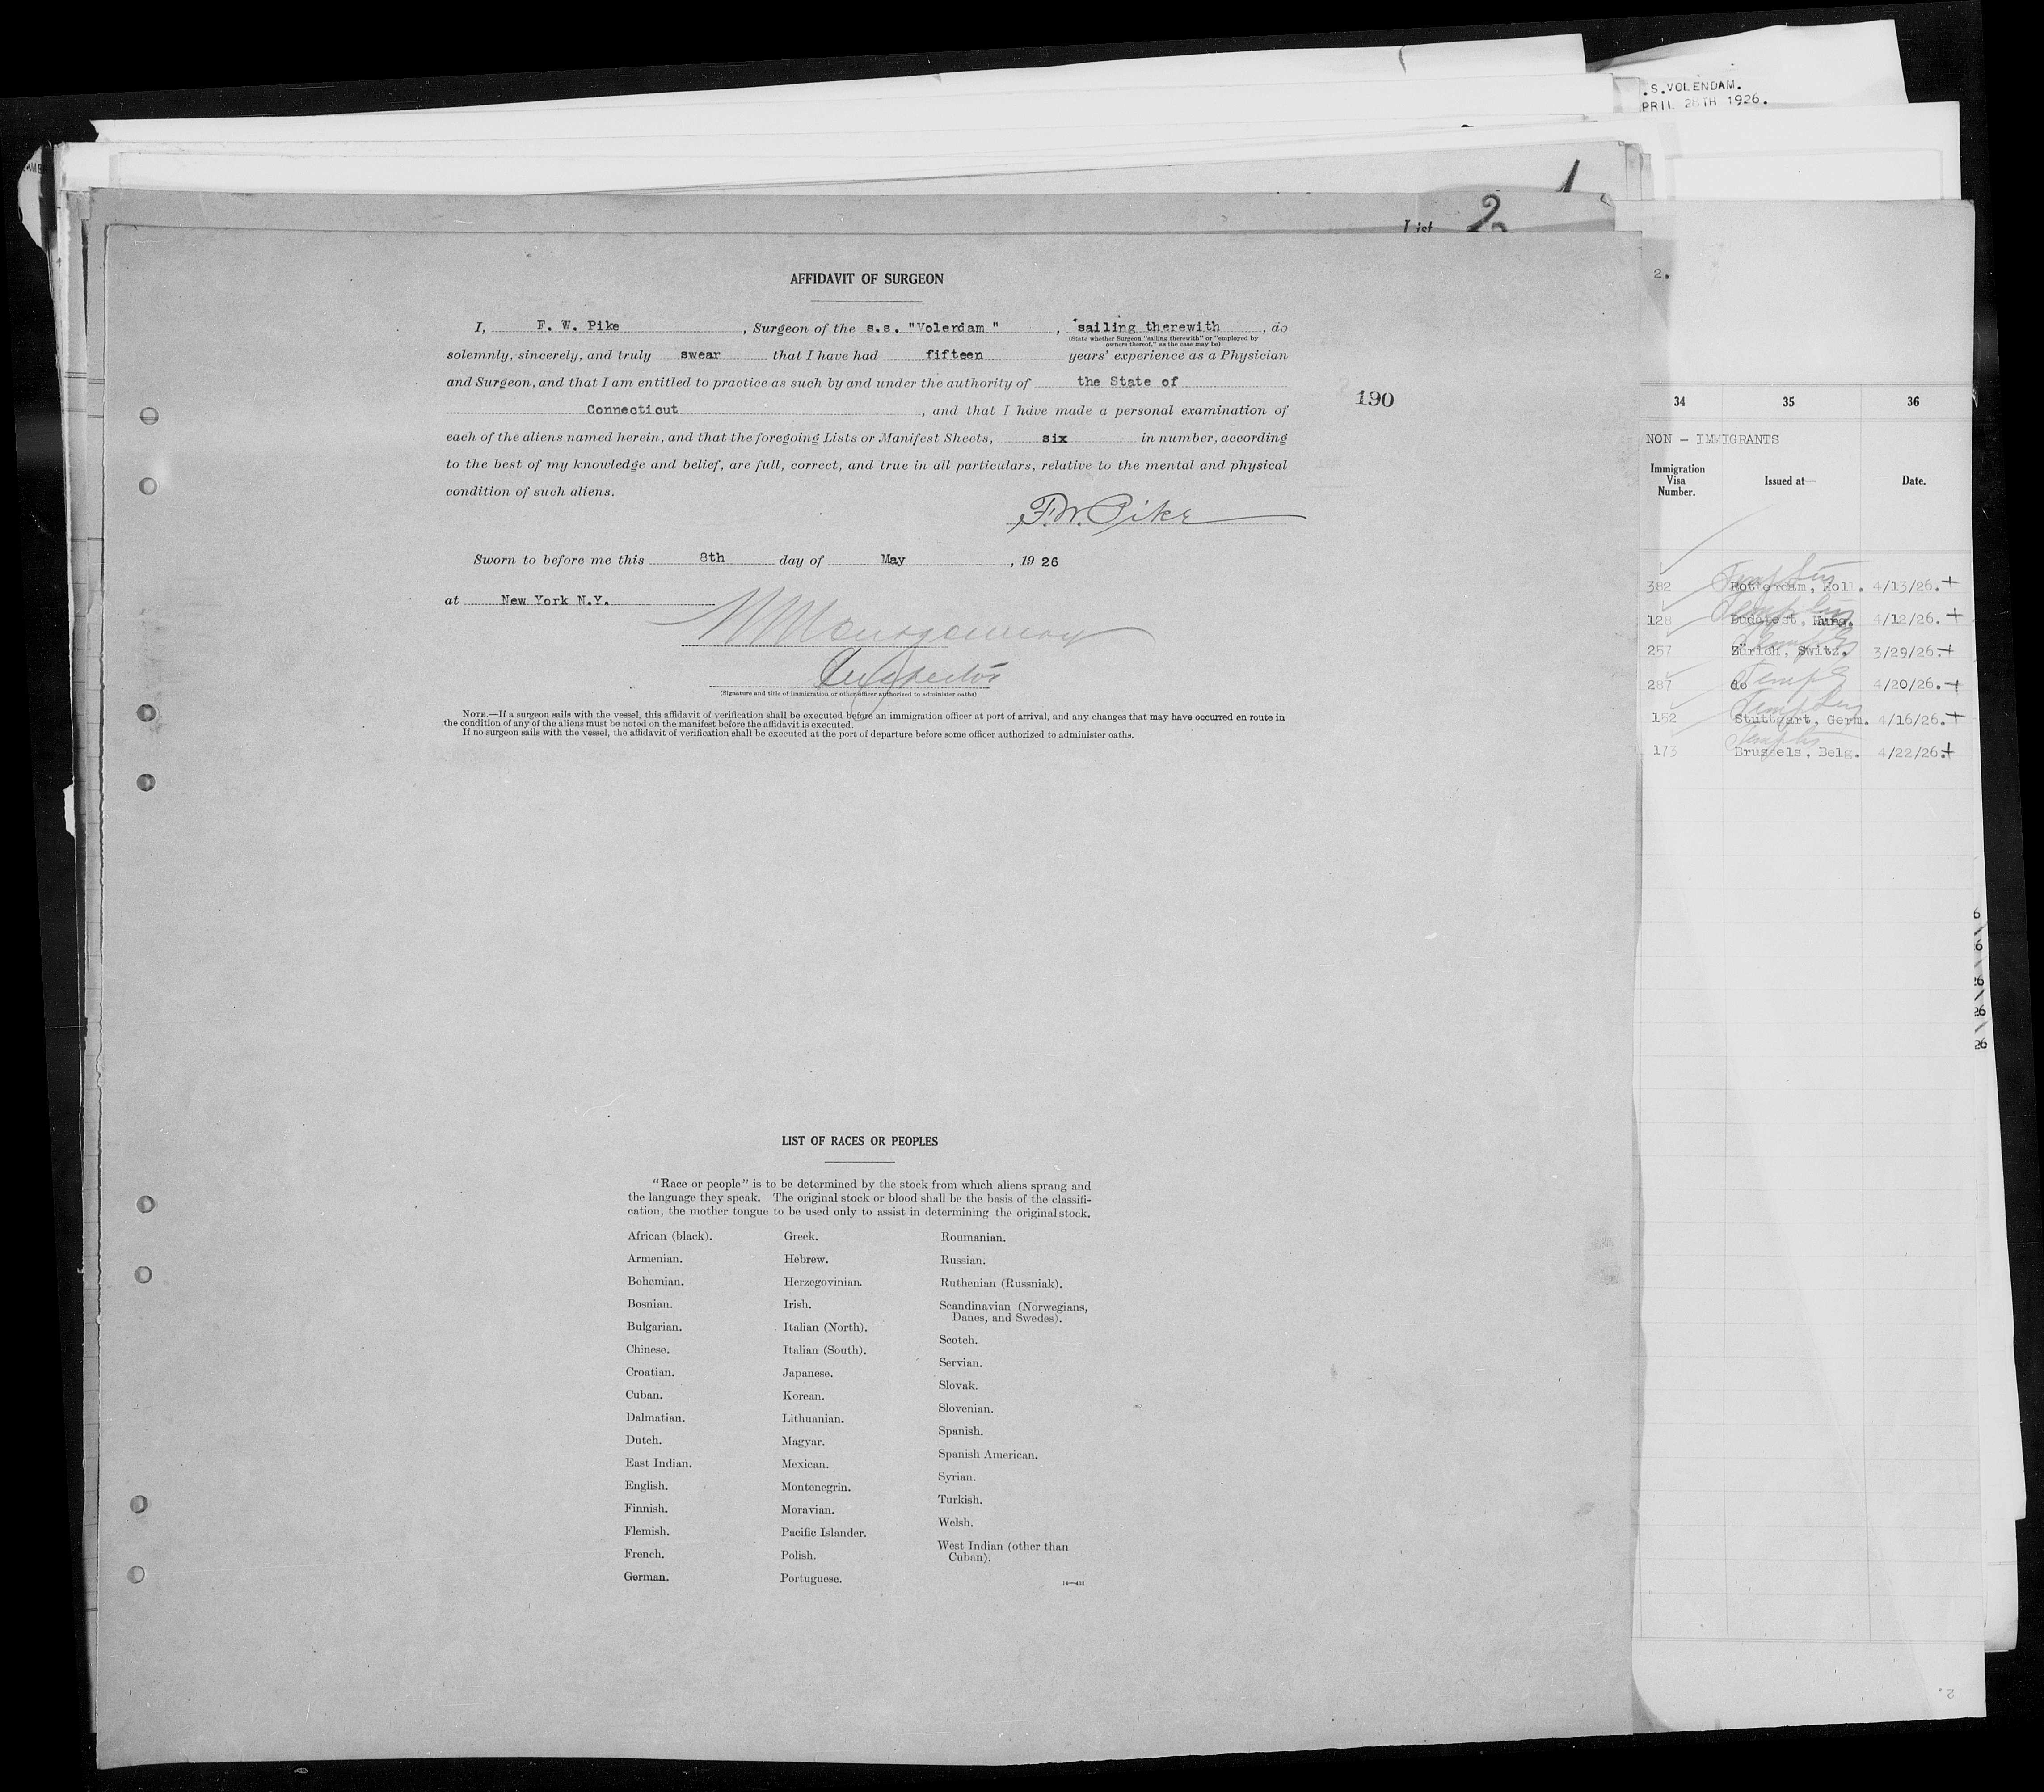 .S.VOLENDAM.
PRIL 28TH 1926.
List 2
AFFIDAVIT OF SURGEON
I, F. W. Pike, Surgeon of the s.s. "Volerdam", sailing therewith, do
(State whether Surgeon "sailing therewith" or "employed by
owners thereof," as the case may be)
solemnly, sincerely, and truly swear that I have had fifteen years' experience as a Physician
and Surgeon, and that I am entitled to practice as such by and under the authority of the State of
Connecticut, and that I have made a personal examination of
each of the aliens named herein, and that the foregoing Lists or Manifest Sheets, six in number, according
to the best of my knowledge and belief, are full, correct, and true in all particulars, relative to the mental and physical
condition of such aliens.
F. W. Pike
Sworn to before me this 8th day of May, 19 26
at New York N.Y.
Inspector
(Signature and title of immigration or other officer authorized to administer oaths)
NOTE.—If a surgeon sails with the vessel, this affidavit of verification shall be executed before an immigration officer at port of arrival, and any changes that may have occurred en route in
the condition of any of the aliens must be noted on the manifest before the affidavit is executed.
If no surgeon sails with the vessel, the affidavit of verification shall be executed at the port of departure before some officer authorized to administer oaths.
190
LIST OF RACES OR PEOPLES
"Race or people" is to be determined by the stock from which aliens sprang and
the language they speak. The original stock or blood shall be the basis of the classifi-
cation, the mother tongue to be used only to assist in determining the original stock.
African (black).
Armenian.
Bohemian.
Bosnian.
Bulgarian.
Chinese.
Croatian.
Cuban.
Dalmatian.
Dutch.
East Indian.
English.
Finnish.
Flemish.
French.
German.
Greek.
Hebrew.
Herzegovinian.
Irish.
Italian (North).
Italian (South).
Japanese.
Korean.
Lithuanian.
Magyar.
Mexican.
Montenegrin.
Moravian.
Pacific Islander.
Polish.
Portuguese.
Roumanian.
Russian.
Ruthenian (Russniak).
Scandinavian (Norwegians,
Danes, and Swedes).
Scotch.
Servian.
Slovak.
Slovenian.
Spanish.
Spanish American.
Syrian.
Turkish.
Welsh.
West Indian (other than
Cuban).
2.
34 35 36
NON - IMMIGRANTS
Immigration
Visa
Number.
Issued at—
Date.
382 Rotterdam, Holl. 4/13/26.+
128 Budapest, Hung. 4/12/26.+
257 Zürich, Switz. 3/29/26.+
287 do 4/20/26.+
162 Stuttgart, Germ. 4/16/26.+
173 Brussels, Belg. 4/22/26.+
2.